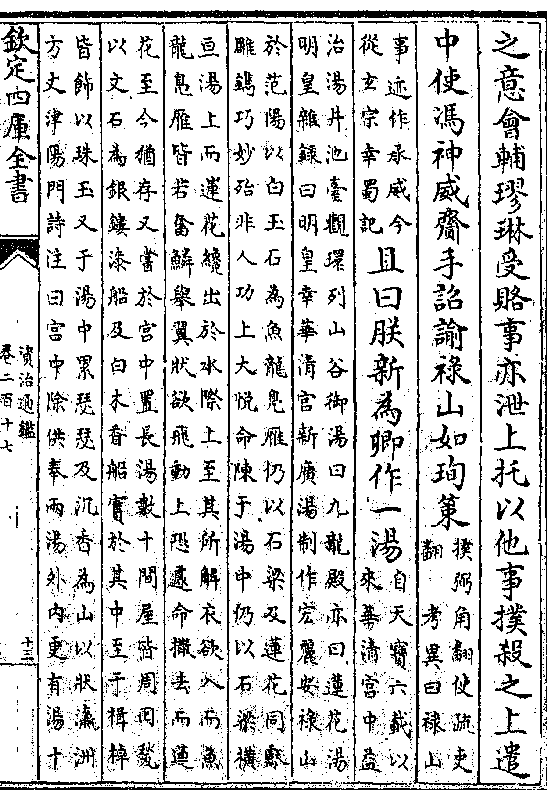 之意會輔璆琳受賂事亦泄上托以他事撲殺之上遣
中使馮神威齎手詔諭祿山如珣策
撲弼角翻使疏吏
翻　考異曰祿山
事迹作承威今
從玄宗幸蜀記
且曰朕新為卿作一湯
自天寶六載以
來華清宮中益
治湯井池臺觀環列山谷御湯曰九龍殿亦曰蓮花湯
明皇雜録曰明皇幸華清宮新廣湯制作宏麗安祿山
於范陽以白玉石為魚龍鳧雁仍以石梁及蓮花同獻
雕鐫巧妙殆非人功上大悦命陳于湯中仍以石梁橫
亘湯上而蓮花纔出於水際上至其所解衣欲入而魚
龍鳧雁皆若奮鱗舉翼狀欲飛動上恐遽命撤去而蓮
花至今猶存又嘗於宮中置長湯數十間屋皆周回甃
以文石為銀鏤漆船及白木香船寘於其中至于楫棹
皆飾以珠玉又于湯中累瑟瑟及沉香為山以狀瀛洲
方丈津陽門詩注曰宮中除供奉兩湯外内更有湯十
欽定四庫全書
資治通鑑
卷二百十七
十三